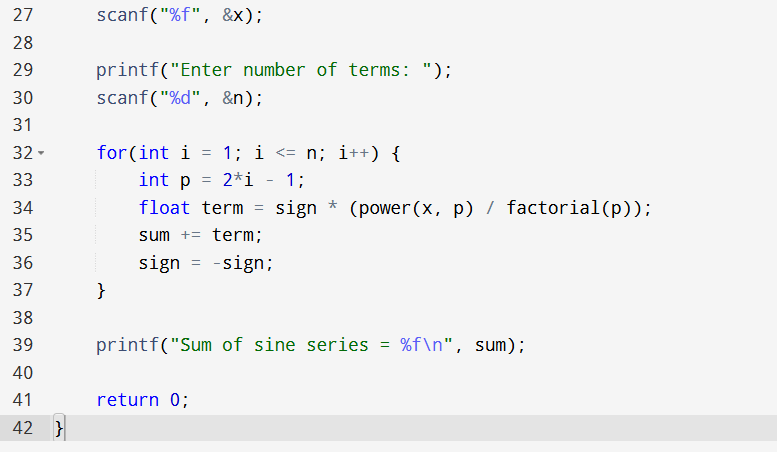 27 scanf("%f", &x);
28
29 printf("Enter number of terms: ");
30 scanf("%d", &n);
31
32 for(int i = 1; i <= n; i++) {
33 int p = 2*i - 1;
34 float term = sign * (power(x, p) / factorial(p));
35 sum += term;
36 sign = -sign;
37 }
38
39 printf("Sum of sine series = %f\n", sum);
40
41 return 0;
42 }